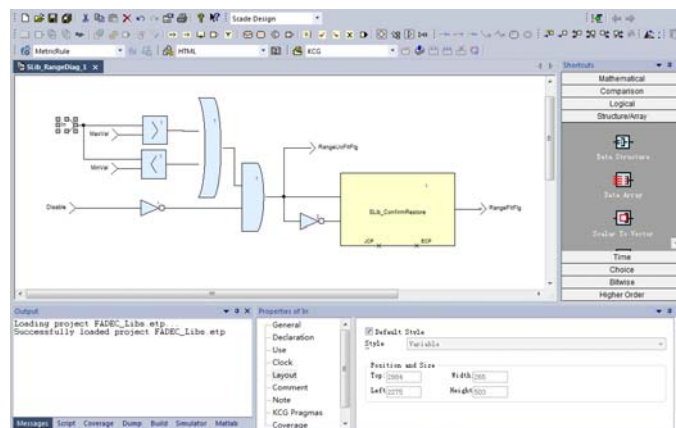 Scade Design
MetricRule
HTML
KCG
SLib_RangeDiag_1
Shortcuts
Mathematical
Comparison
Logical
Structure/Array
Data Structure
Data Array
Scalar To Vector
Time
Choice
Bitwise
Higher Order
MaxVar
MinVar
Disable
RangeUnFltFlg
SLib_ConfirmRestore
RangeFltFlg
Output
Loading project FADEC_Libs.etp...
Successfully loaded project FADEC_Libs.etp
Messages Script Coverage Dump Build Simulator Matlab
Properties of In
General
Declaration
Use
Clock
Layout
Comment
Note
KCG Pragmas
Coverage
Default Style
Style Variable
Position and Size
Top Width
Left 2275 Height